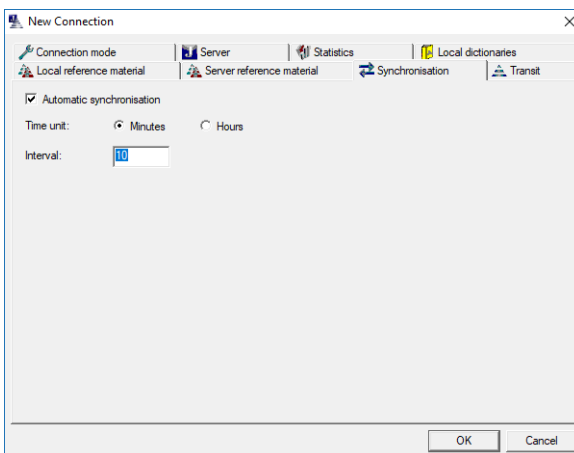 New Connection
Connection mode Server Statistics Local dictionaries
Local reference material Server reference material Synchronisation Transit
Automatic synchronisation
Time unit: Minutes Hours
Interval: 10
OK Cancel